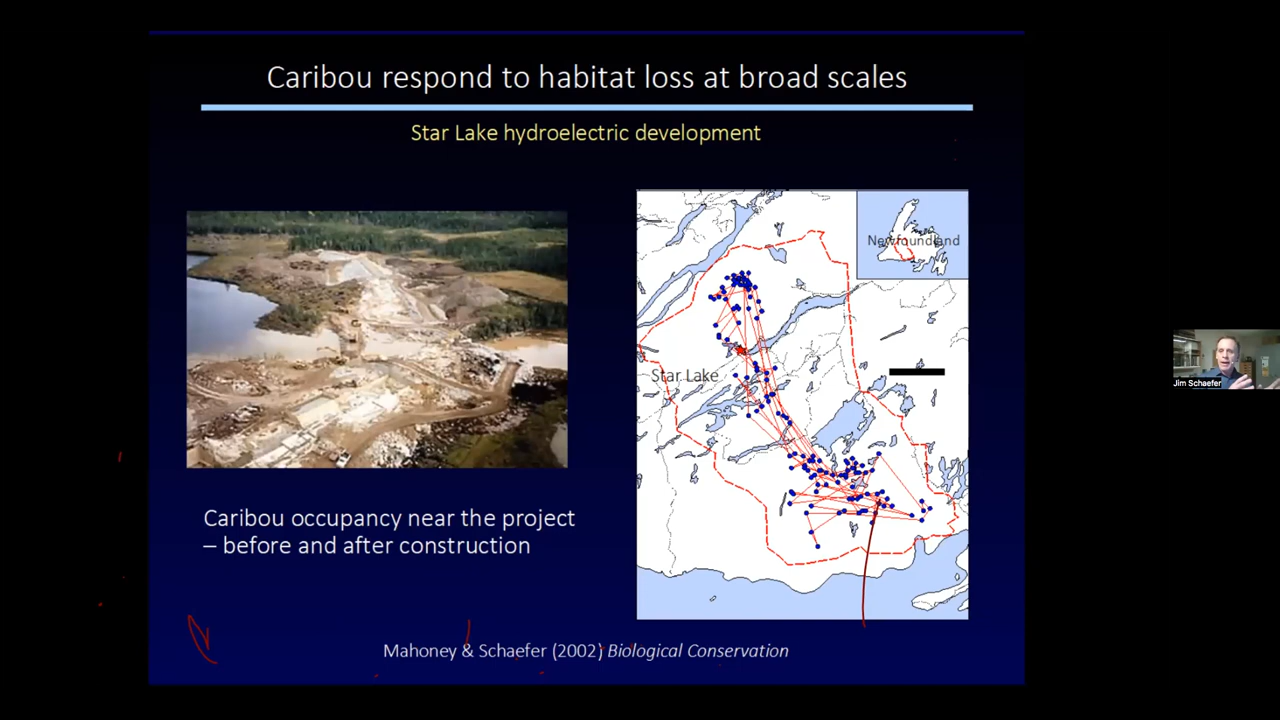 Caribou respond to habitat loss at broad scales
Star Lake hydroelectric development
Newfoundland
Star Lake
Jim Schaefer
Caribou occupancy near the project
– before and after construction
Mahoney & Schaefer (2002) Biological Conservation